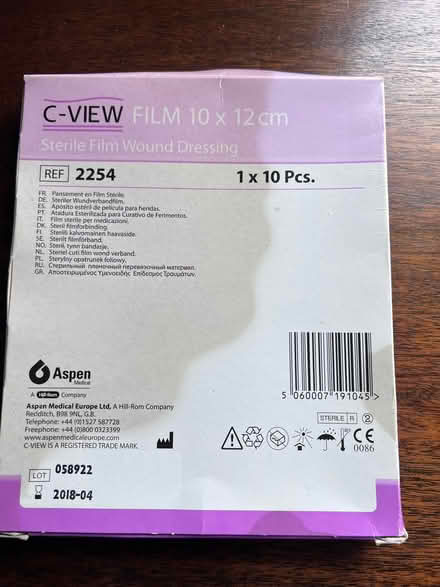 C-VIEW FILM 10 x 12cm
Sterile Film Wound Dressing
REF 2254 1 x 10 Pcs.
FR. Pansement en Film Sterile.
DE. Steriler Wundverbandfilm.
ES. Apósito estéril de película para heridas.
PT. Atadura Esterilizada para Curativo de Ferimentos.
IT. Film sterile per medicazioni.
DK. Steril filmforbinding.
FI. Steriili kalvomainen haavaside.
SE. Steril filmförband.
NO. Steril, tynn bandasje.
NL. Steriel cuti film wond verband.
PL. Sterylny opatrunek foliowy.
RU. Стерильный пленочный перевязочный материал.
GR. Αποστειρωμένος Υμενοειδής Επίδεσμος Τραυμάτων.
Aspen
Medical
A Hill-Rom Company
5 060007 191045 >
Aspen Medical Europe Ltd, A Hill-Rom Company
Redditch, B98 9NL, G.B.
Telephone: +44 (0)1527 587728
Freephone: +44 (0)800 0323399
www.aspenmedicaleurope.com
C-VIEW IS A REGISTERED TRADE MARK.
STERILE R 2
CE
0086
LOT 058922
2018-04